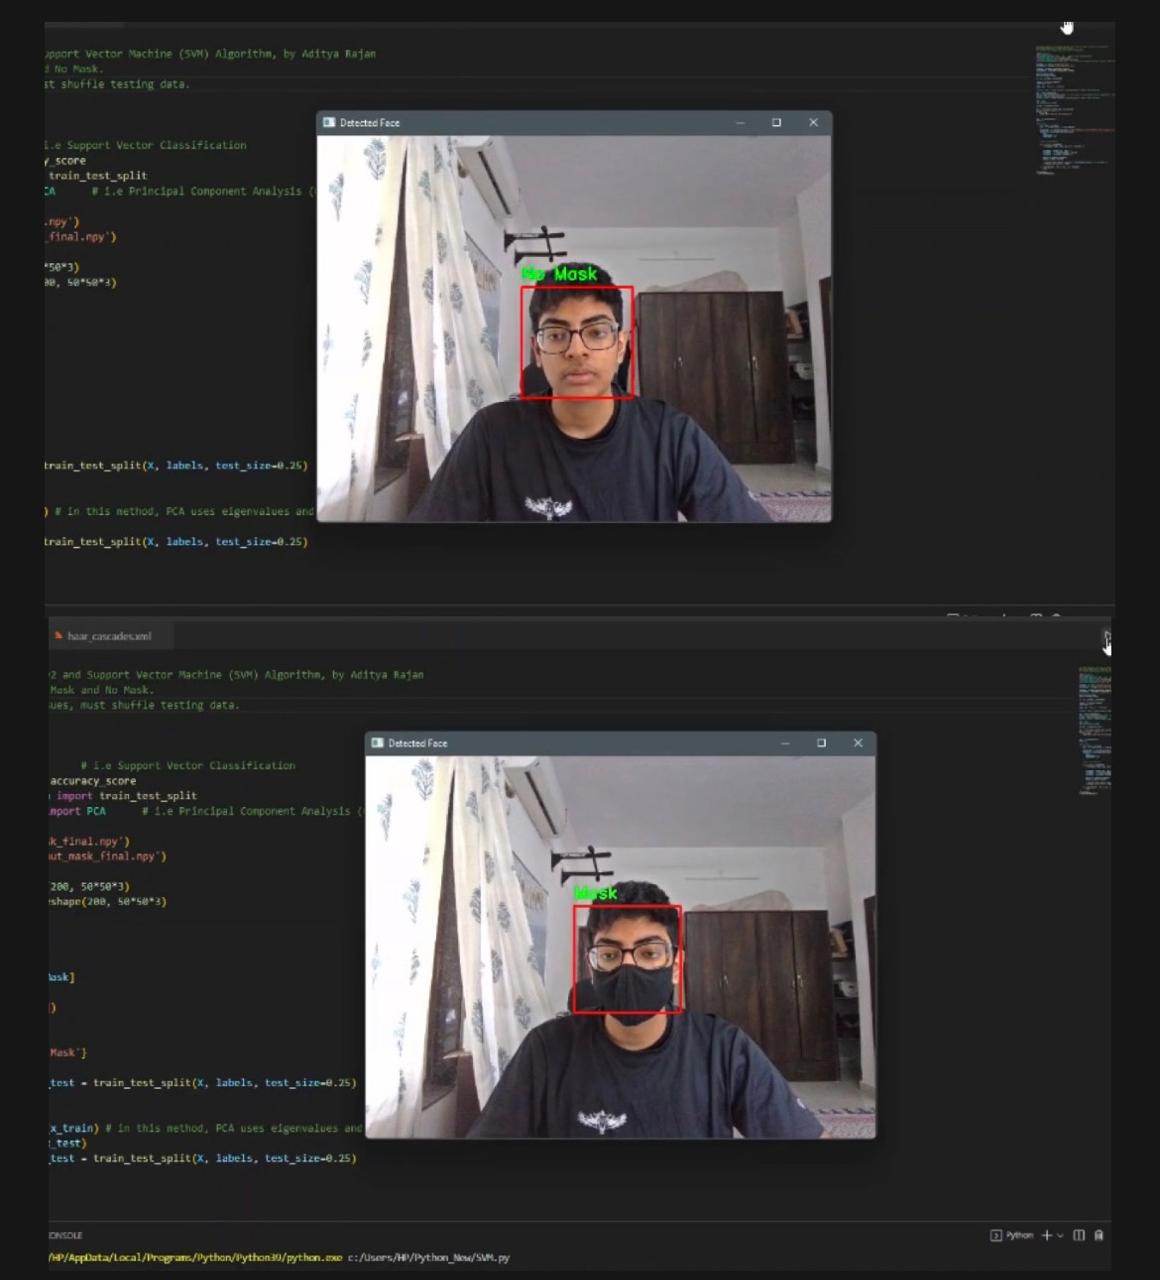 upport Vector Machine (SVM) Algorithm, by Aditya Rajan
d No Mask.
st shuffle testing data.
Detected Face
i.e Support Vector Classification
y_score
train_test_split
CA # i.e Principal Component Analysis (
.npy')
_final.npy')
*50*3)
00, 50*50*3)
No Mask
train_test_split(X, labels, test_size=0.25)
) # in this method, PCA uses eigenvalues and
train_test_split(X, labels, test_size=0.25)
haar_cascades.xml
v2 and Support Vector Machine (SVM) Algorithm, by Aditya Rajan
Mask and No Mask.
ues, must shuffle testing data.
Detected Face
# i.e Support Vector Classification
accuracy_score
import train_test_split
mport PCA # i.e Principal Component Analysis (
sk_final.npy')
out_mask_final.npy')
200, 50*50*3)
eshape(200, 50*50*3)
Mask
Mask]
])
Mask'}
_test = train_test_split(X, labels, test_size=0.25)
x_train) # in this method, PCA uses eigenvalues and
_test)
_test = train_test_split(X, labels, test_size=0.25)
ONSOLE
Python
/HP/AppData/Local/Programs/Python/Python39/python.exe c:/Users/HP/Python_New/SVM.py